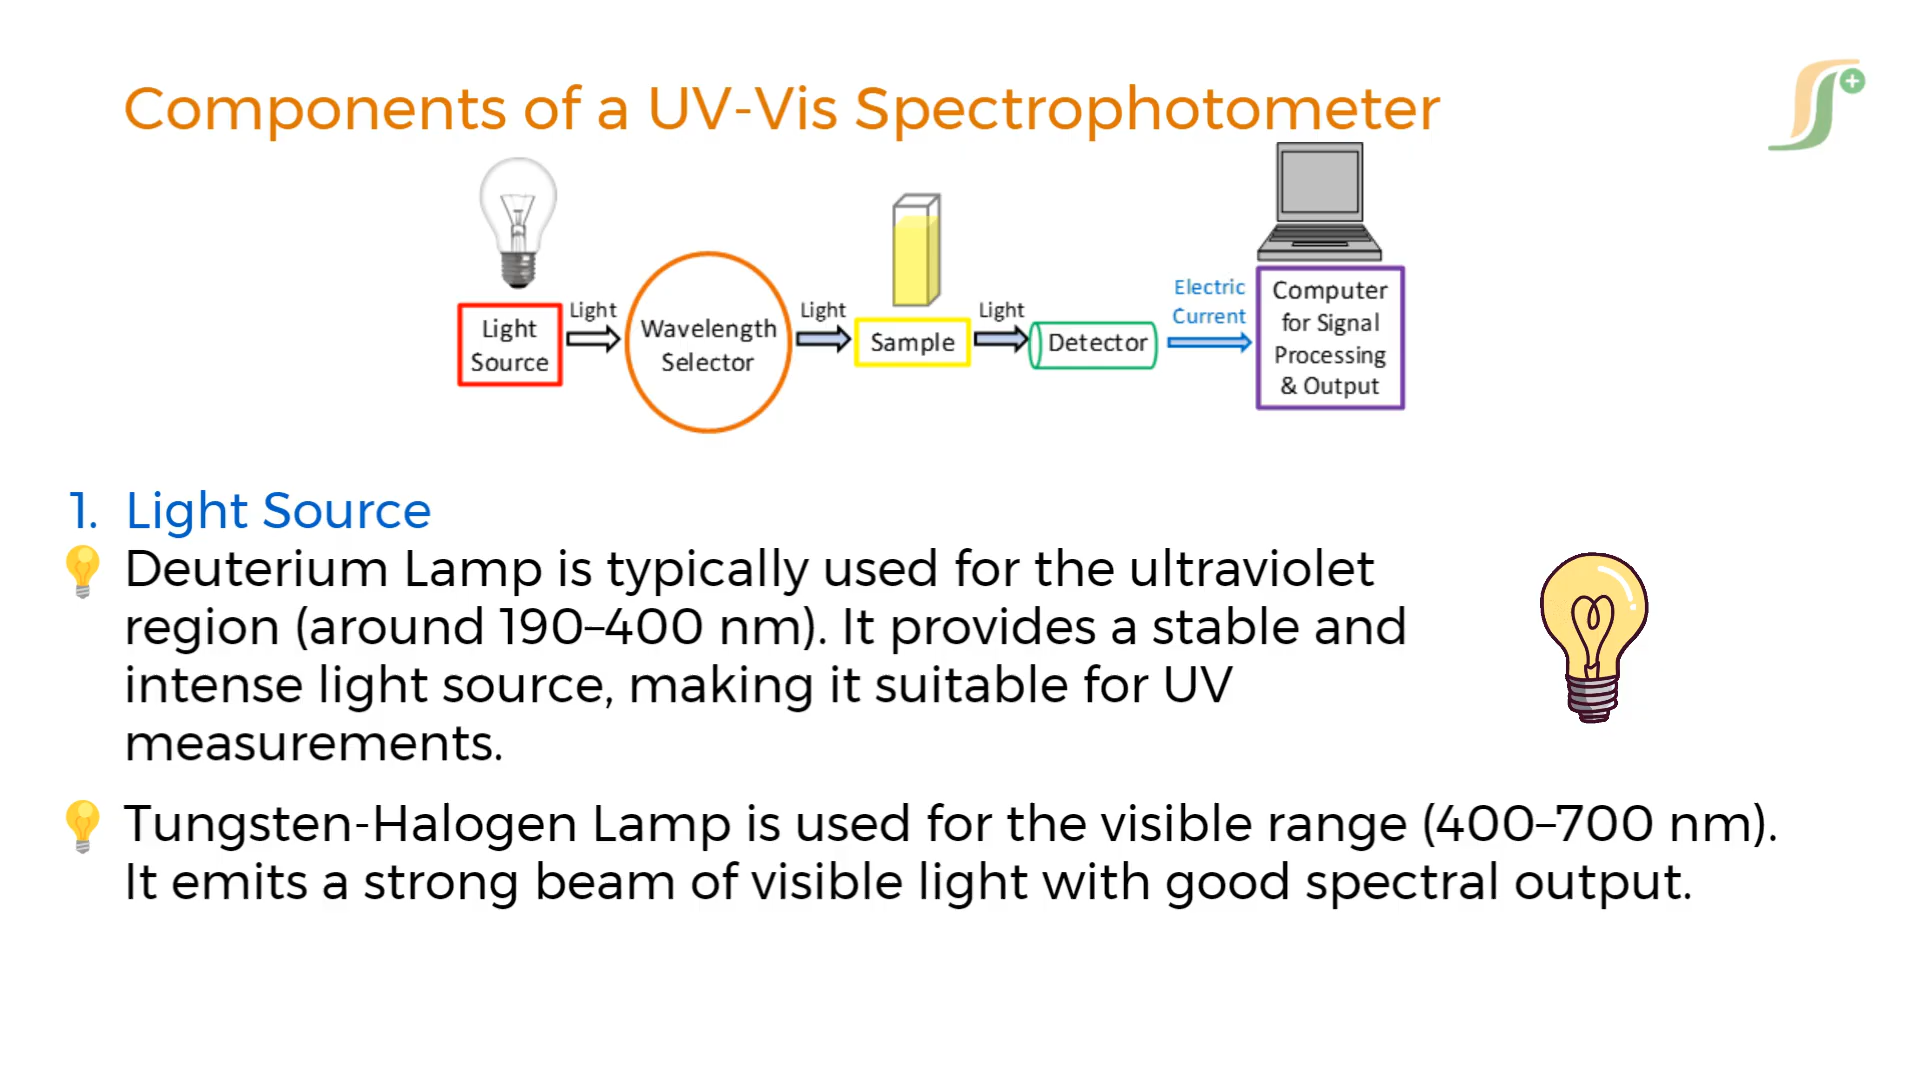 Components of a UV-Vis Spectrophotometer
Light
Source
Light
Wavelength
Selector
Light
Sample
Light
Detector
Electric
Current
Computer
for Signal
Processing
& Output
1. Light Source
Deuterium Lamp is typically used for the ultraviolet
region (around 190–400 nm). It provides a stable and
intense light source, making it suitable for UV
measurements.
Tungsten-Halogen Lamp is used for the visible range (400–700 nm).
It emits a strong beam of visible light with good spectral output.